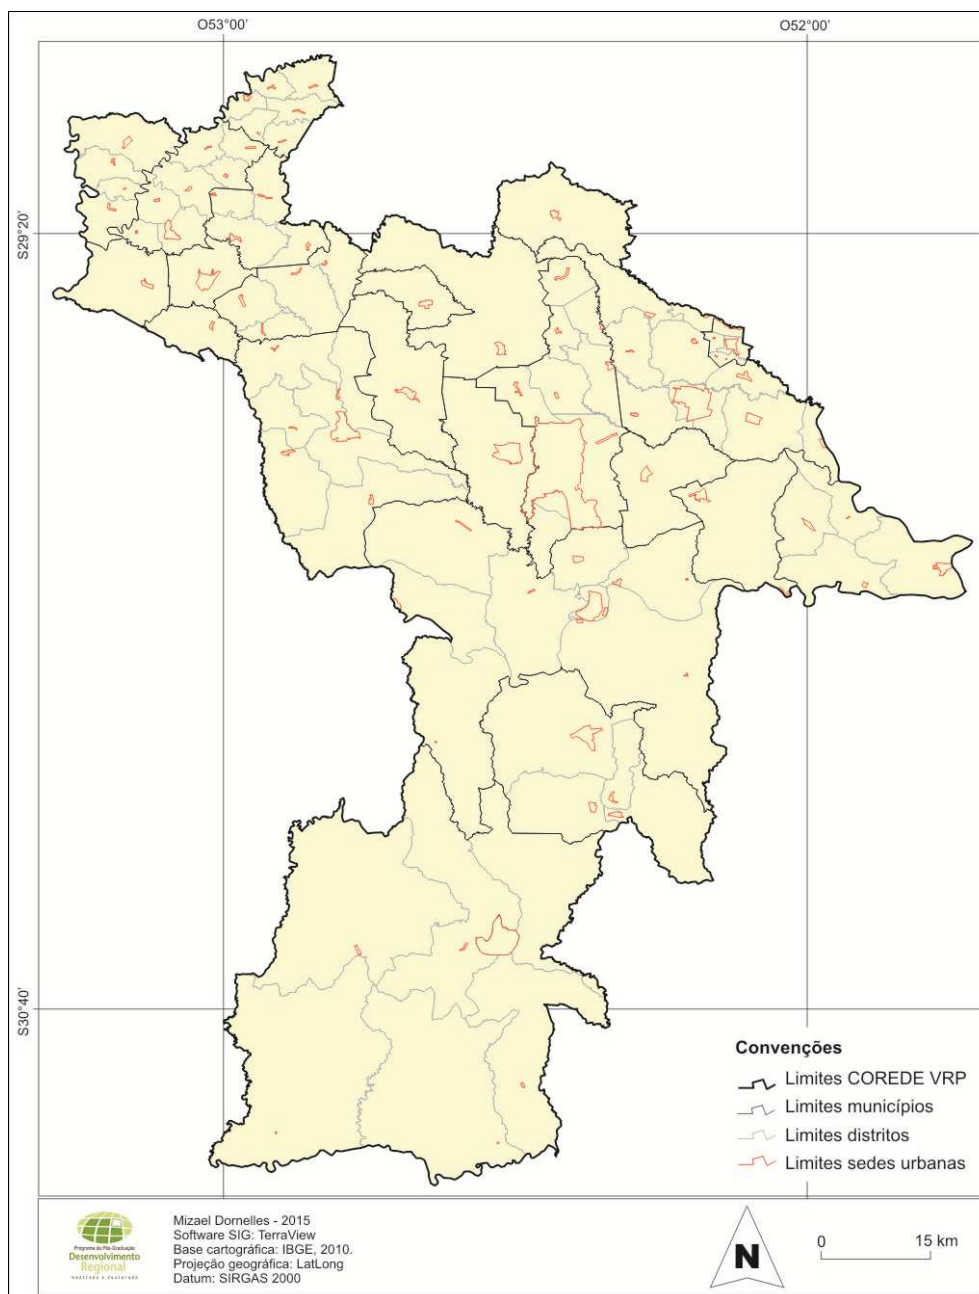 O53°00'
O52°00'
S29°20'
S30°40'
Convenções
Limites COREDE VRP
Limites municípios
Limites distritos
Limites sedes urbanas
Programa de Pós-Graduação
Desenvolvimento
Regional
mestrado e doutorado
Mizael Dornelles - 2015
Software SIG: TerraView
Base cartográfica: IBGE, 2010.
Projeção geográfica: LatLong
Datum: SIRGAS 2000
N
0 15 km